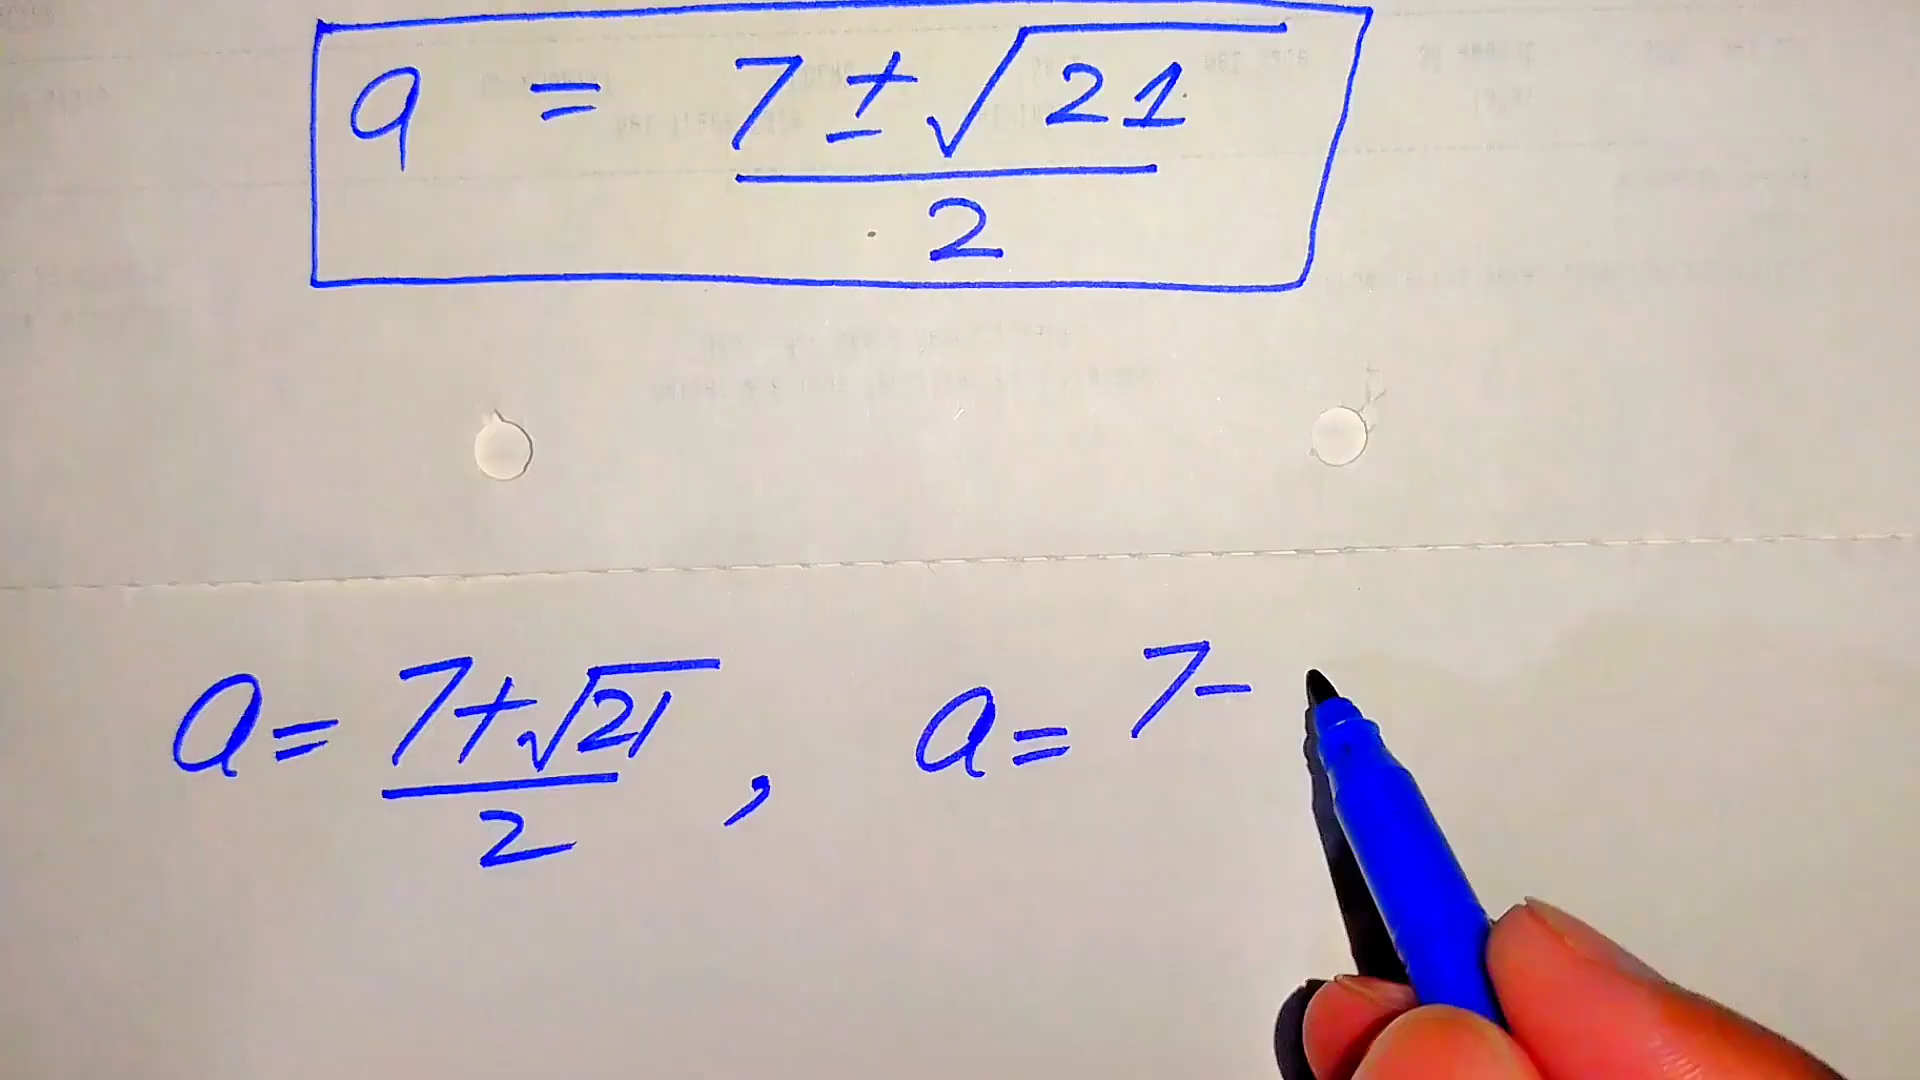 a = 7 ± √21 / 2
a = 7 + √21 / 2 , a = 7 -